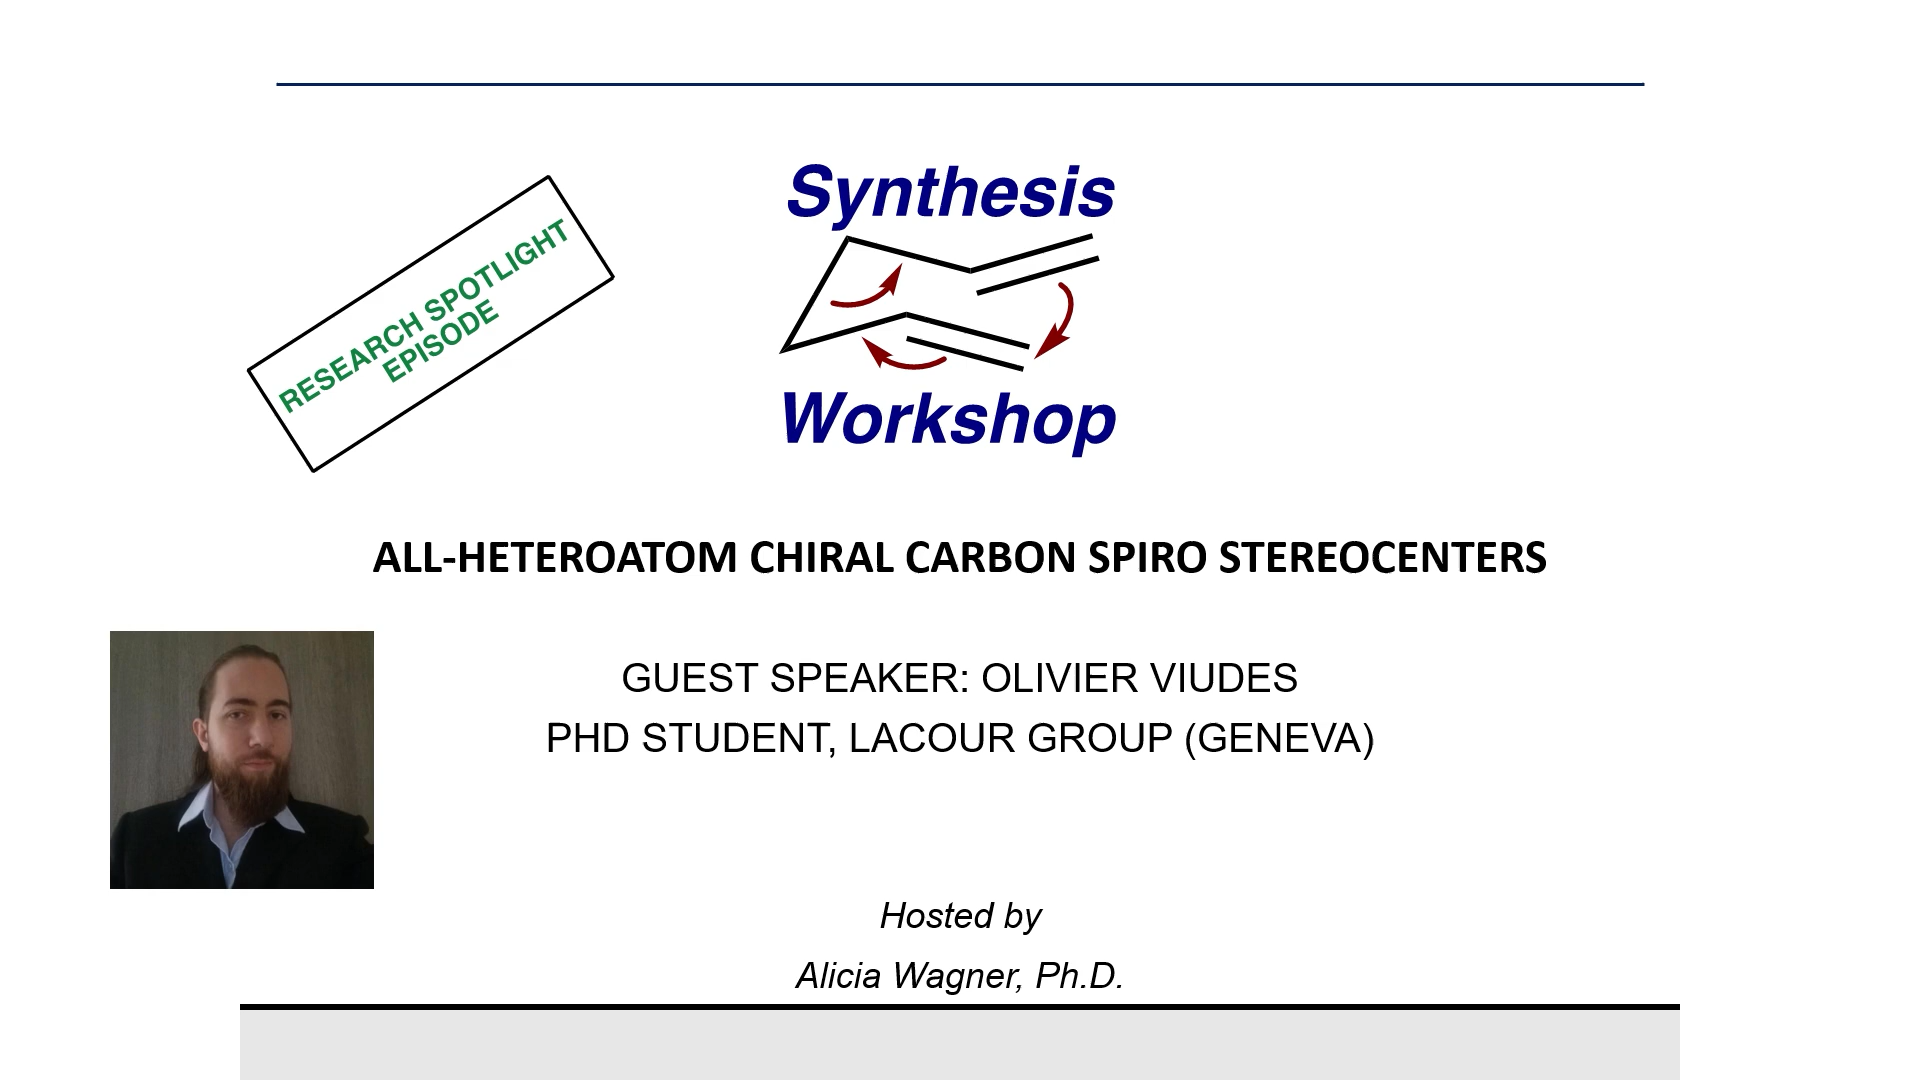 RESEARCH SPOTLIGHT
EPISODE
Synthesis
Workshop
ALL-HETEROATOM CHIRAL CARBON SPIRO STEREOCENTERS
GUEST SPEAKER: OLIVIER VIUDES
PHD STUDENT, LACOUR GROUP (GENEVA)
Hosted by
Alicia Wagner, Ph.D.